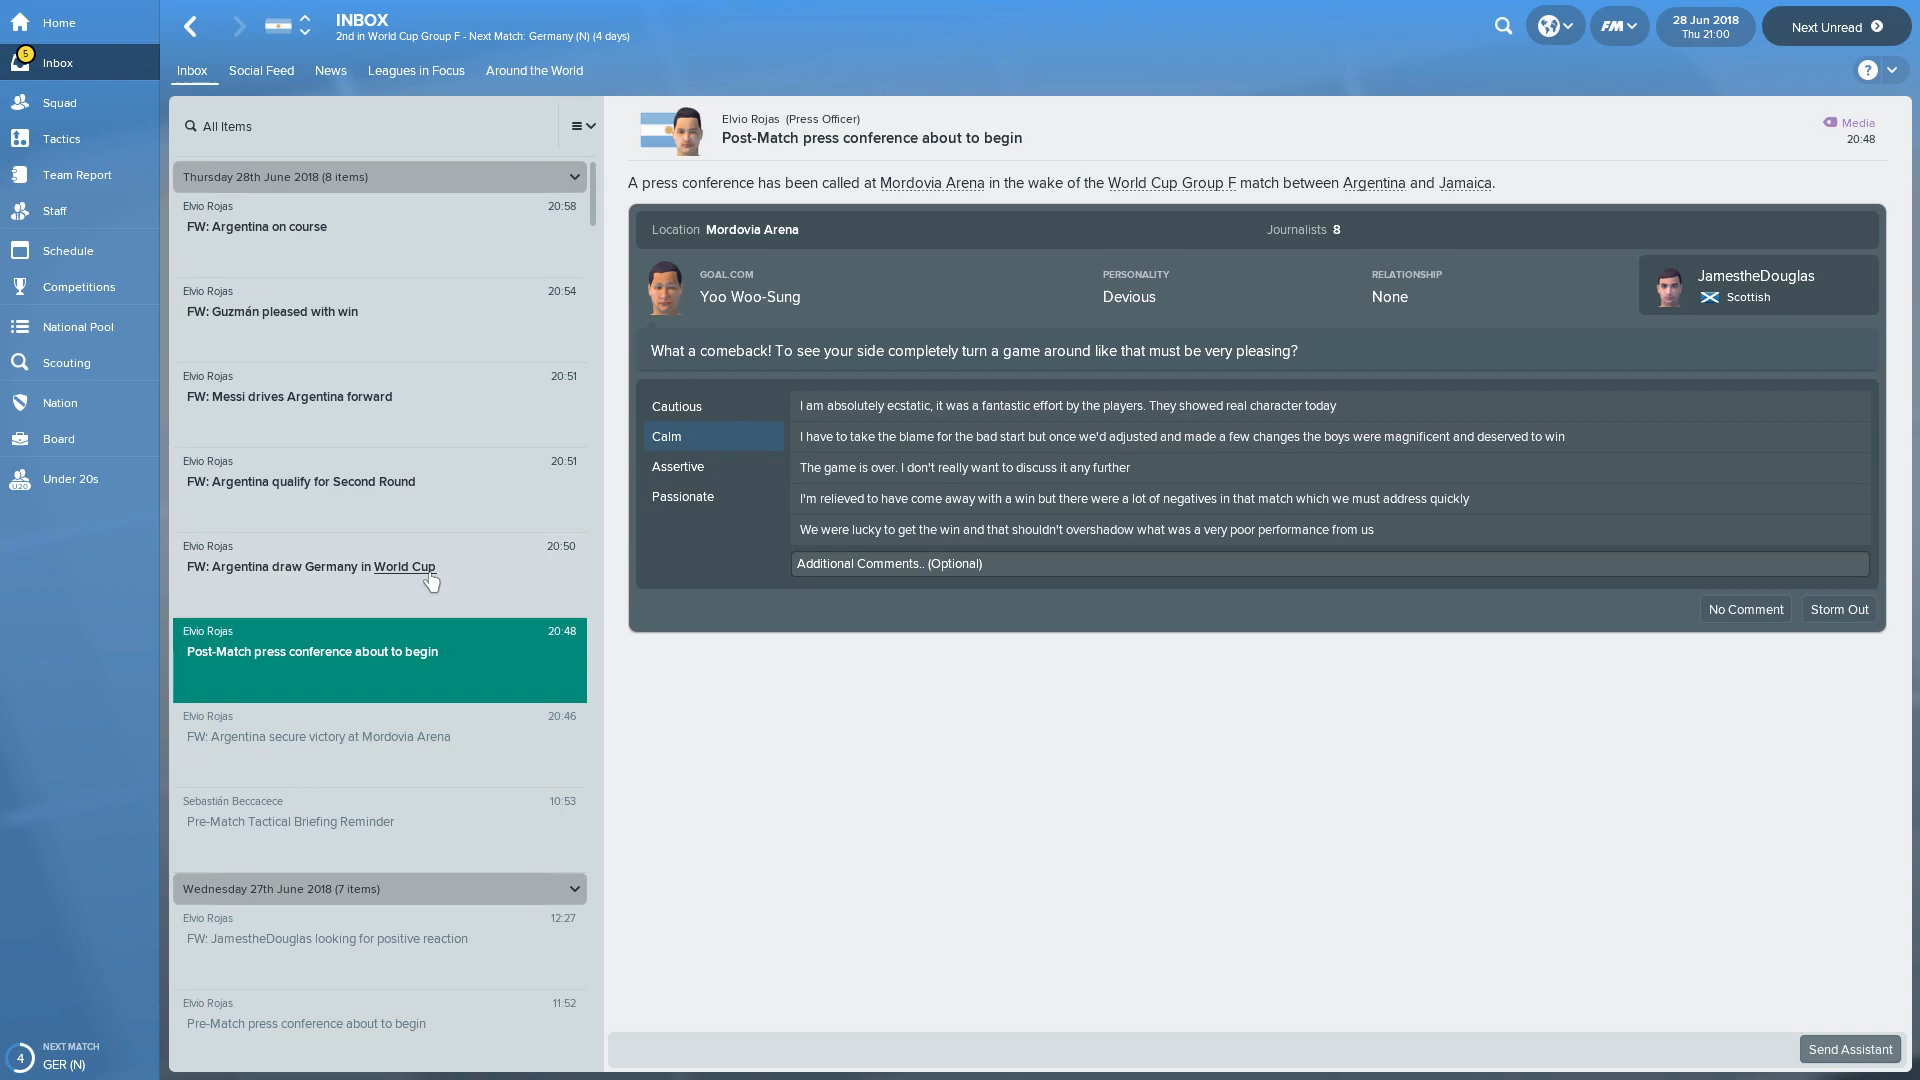 Home
5
Inbox
Squad
Tactics
Team Report
Staff
Schedule
Competitions
National Pool
Scouting
Nation
Board
U20
Under 20s
4
NEXT MATCH
GER (N)
INBOX
2nd in World Cup Group F - Next Match: Germany (N) (4 days)
FM
28 Jun 2018
Thu 21:00
Next Unread
Inbox
Social Feed
News
Leagues in Focus
Around the World
?
All Items
Thursday 28th June 2018 (8 items)
Elvio Rojas 20:58
FW: Argentina on course
Elvio Rojas 20:54
FW: Guzmán pleased with win
Elvio Rojas 20:51
FW: Messi drives Argentina forward
Elvio Rojas 20:51
FW: Argentina qualify for Second Round
Elvio Rojas 20:50
FW: Argentina draw Germany in World Cup
Elvio Rojas 20:48
Post-Match press conference about to begin
Elvio Rojas 20:46
FW: Argentina secure victory at Mordovia Arena
Sebastián Beccacece 10:53
Pre-Match Tactical Briefing Reminder
Wednesday 27th June 2018 (7 items)
Elvio Rojas 12:27
FW: JamestheDouglas looking for positive reaction
Elvio Rojas 11:52
Pre-Match press conference about to begin
Elvio Rojas (Press Officer)
Post-Match press conference about to begin
Media
20:48
A press conference has been called at Mordovia Arena in the wake of the World Cup Group F match between Argentina and Jamaica.
Location Mordovia Arena
Journalists 8
GOAL.COM
Yoo Woo-Sung
PERSONALITY
Devious
RELATIONSHIP
None
JamestheDouglas
Scottish
What a comeback! To see your side completely turn a game around like that must be very pleasing?
Cautious
Calm
Assertive
Passionate
I am absolutely ecstatic, it was a fantastic effort by the players. They showed real character today
I have to take the blame for the bad start but once we'd adjusted and made a few changes the boys were magnificent and deserved to win
The game is over. I don't really want to discuss it any further
I'm relieved to have come away with a win but there were a lot of negatives in that match which we must address quickly
We were lucky to get the win and that shouldn't overshadow what was a very poor performance from us
Additional Comments.. (Optional)
No Comment
Storm Out
Send Assistant